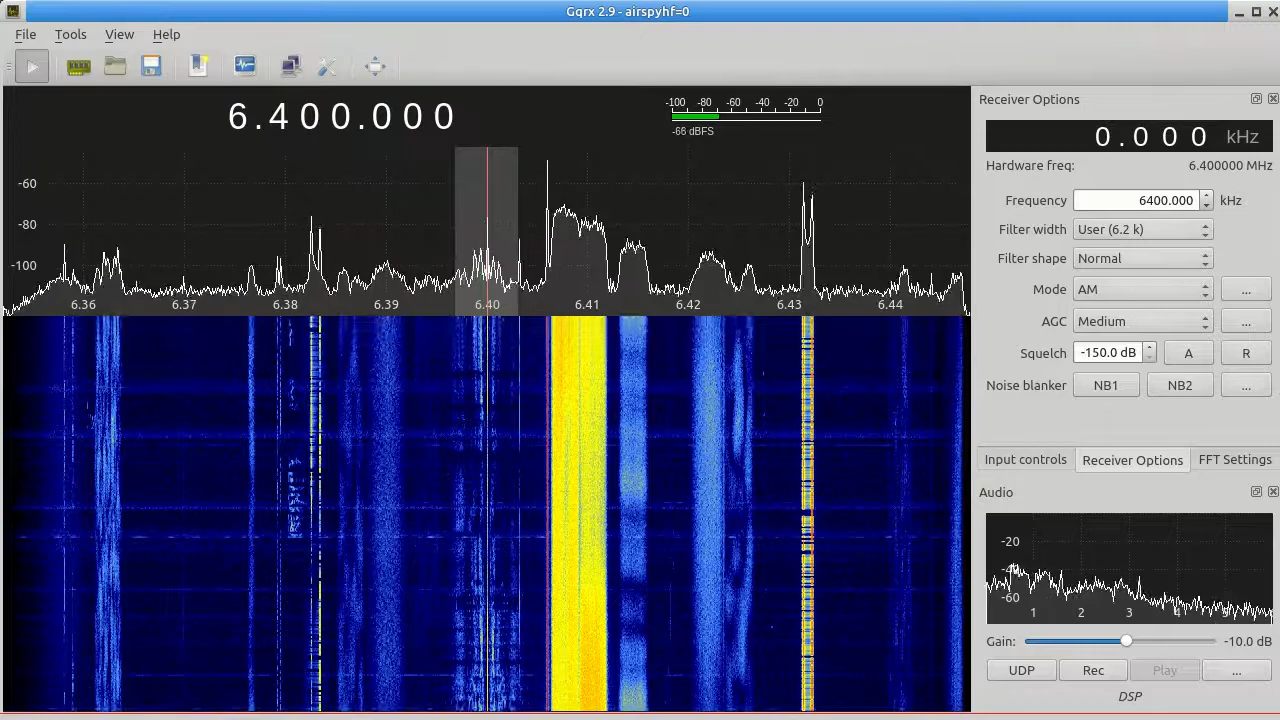 Gqrx 2.9 - airspyhf=0
File Tools View Help
6.400.000
-100 -80 -60 -40 -20 0
-66 dBFS
-60
-80
-100
6.36 6.37 6.38 6.39 6.40 6.41 6.42 6.43 6.44
Receiver Options
0.000 kHz
Hardware freq: 6.400000 MHz
Frequency 6400.000 kHz
Filter width User (6.2 k)
Filter shape Normal
Mode AM ...
AGC Medium ...
Squelch -150.0 dB A R
Noise blanker NB1 NB2 ...
Input controls Receiver Options FFT Settings
Audio
-20
-40
-60
1 2 3 4 5
Gain: -10.0 dB
UDP Rec Play ...
DSP